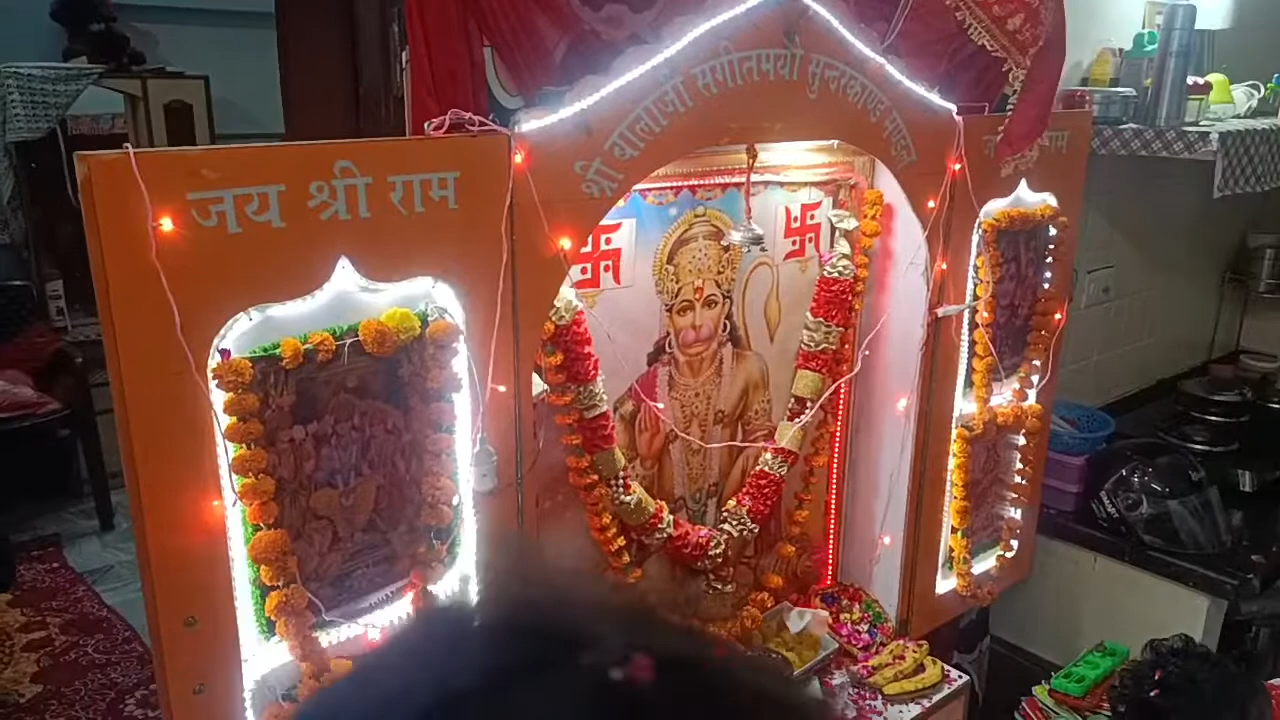 श्री बालाजी संगीतमयी सुन्दरकाण्ड मण्डल
जय श्री राम